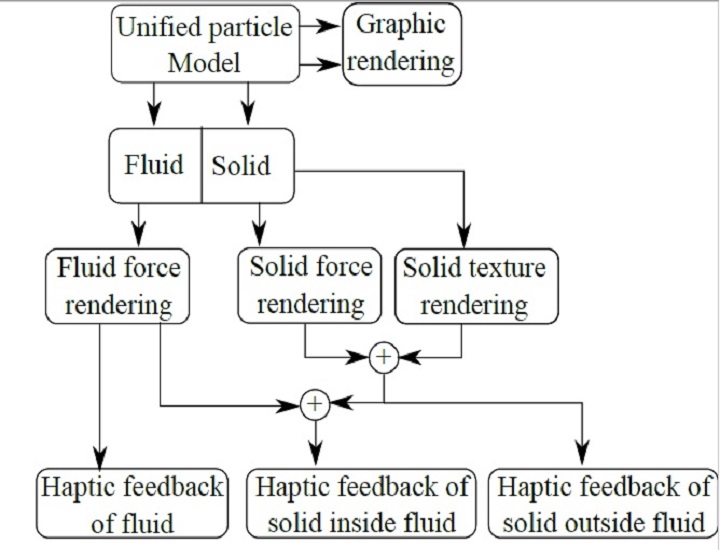 Unified particle
Model
Graphic
rendering
Fluid
Solid
Fluid force
rendering
Solid force
rendering
Solid texture
rendering
+
+
Haptic feedback
of fluid
Haptic feedback of
solid inside fluid
Haptic feedback of
solid outside fluid